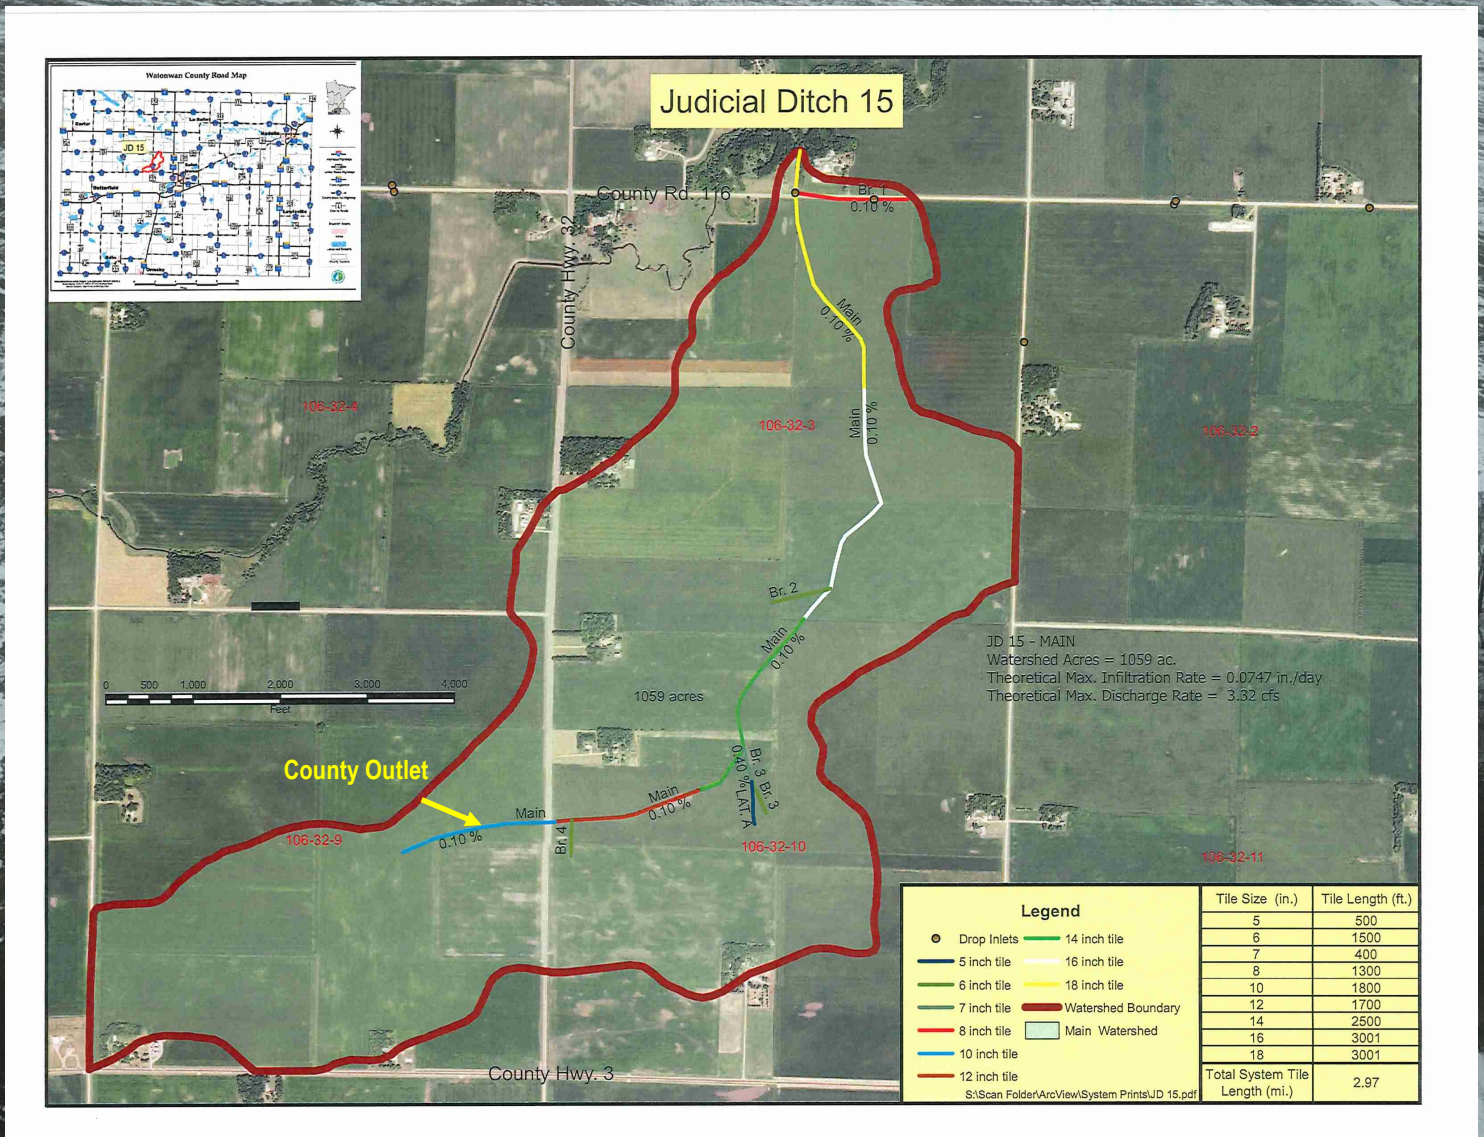 Watonwan County Road Map
JD 15
Butterfield
Madelia
Lewisville
Ormsby
Judicial Ditch 15
County Rd. 116
Br. 1
0.10 %
County Hwy. 32
Main
0.10 %
106-32-4
106-32-3
106-32-2
Main
0.10 %
Br. 2
Main
0.10 %
JD 15 - MAIN
Watershed Acres = 1059 ac.
Theoretical Max. Infiltration Rate = 0.0747 in./day
Theoretical Max. Discharge Rate = 3.32 cfs
0 500 1,000 2,000 3,000 4,000
Feet
1059 acres
County Outlet
0.40 %
Br. 3
Br. 3
LAT. A
Main
0.10 %
Main
0.10 %
Br. 4
106-32-9
106-32-10
106-32-11
County Hwy. 3
Legend
Drop Inlets
5 inch tile
6 inch tile
7 inch tile
8 inch tile
10 inch tile
12 inch tile
14 inch tile
16 inch tile
18 inch tile
Watershed Boundary
Main Watershed
S:\Scan Folder\ArcView\System Prints\JD 15.pdf
Tile Size (in.) Tile Length (ft.)
5 500
6 1500
7 400
8 1300
10 1800
12 1700
14 2500
16 3001
18 3001
Total System Tile
Length (mi.) 2.97